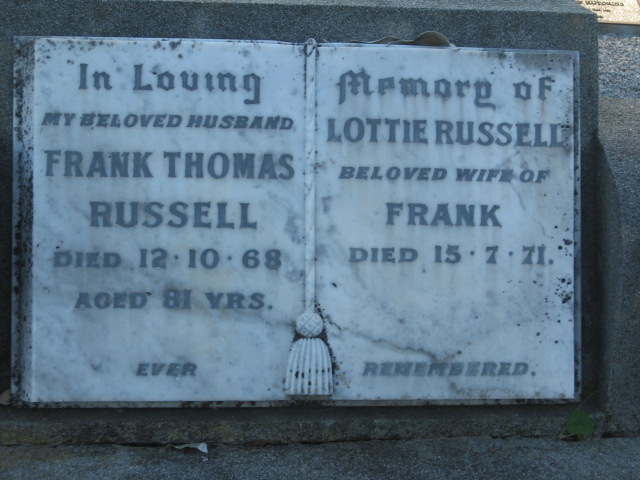 In Loving
MY BELOVED HUSBAND
FRANK THOMAS
RUSSELL
DIED 12·10·68
AGED 81 YRS.
EVER
Memory of
LOTTIE RUSSELL
BELOVED WIFE OF
FRANK
DIED 15·7·71.
REMEMBERED.